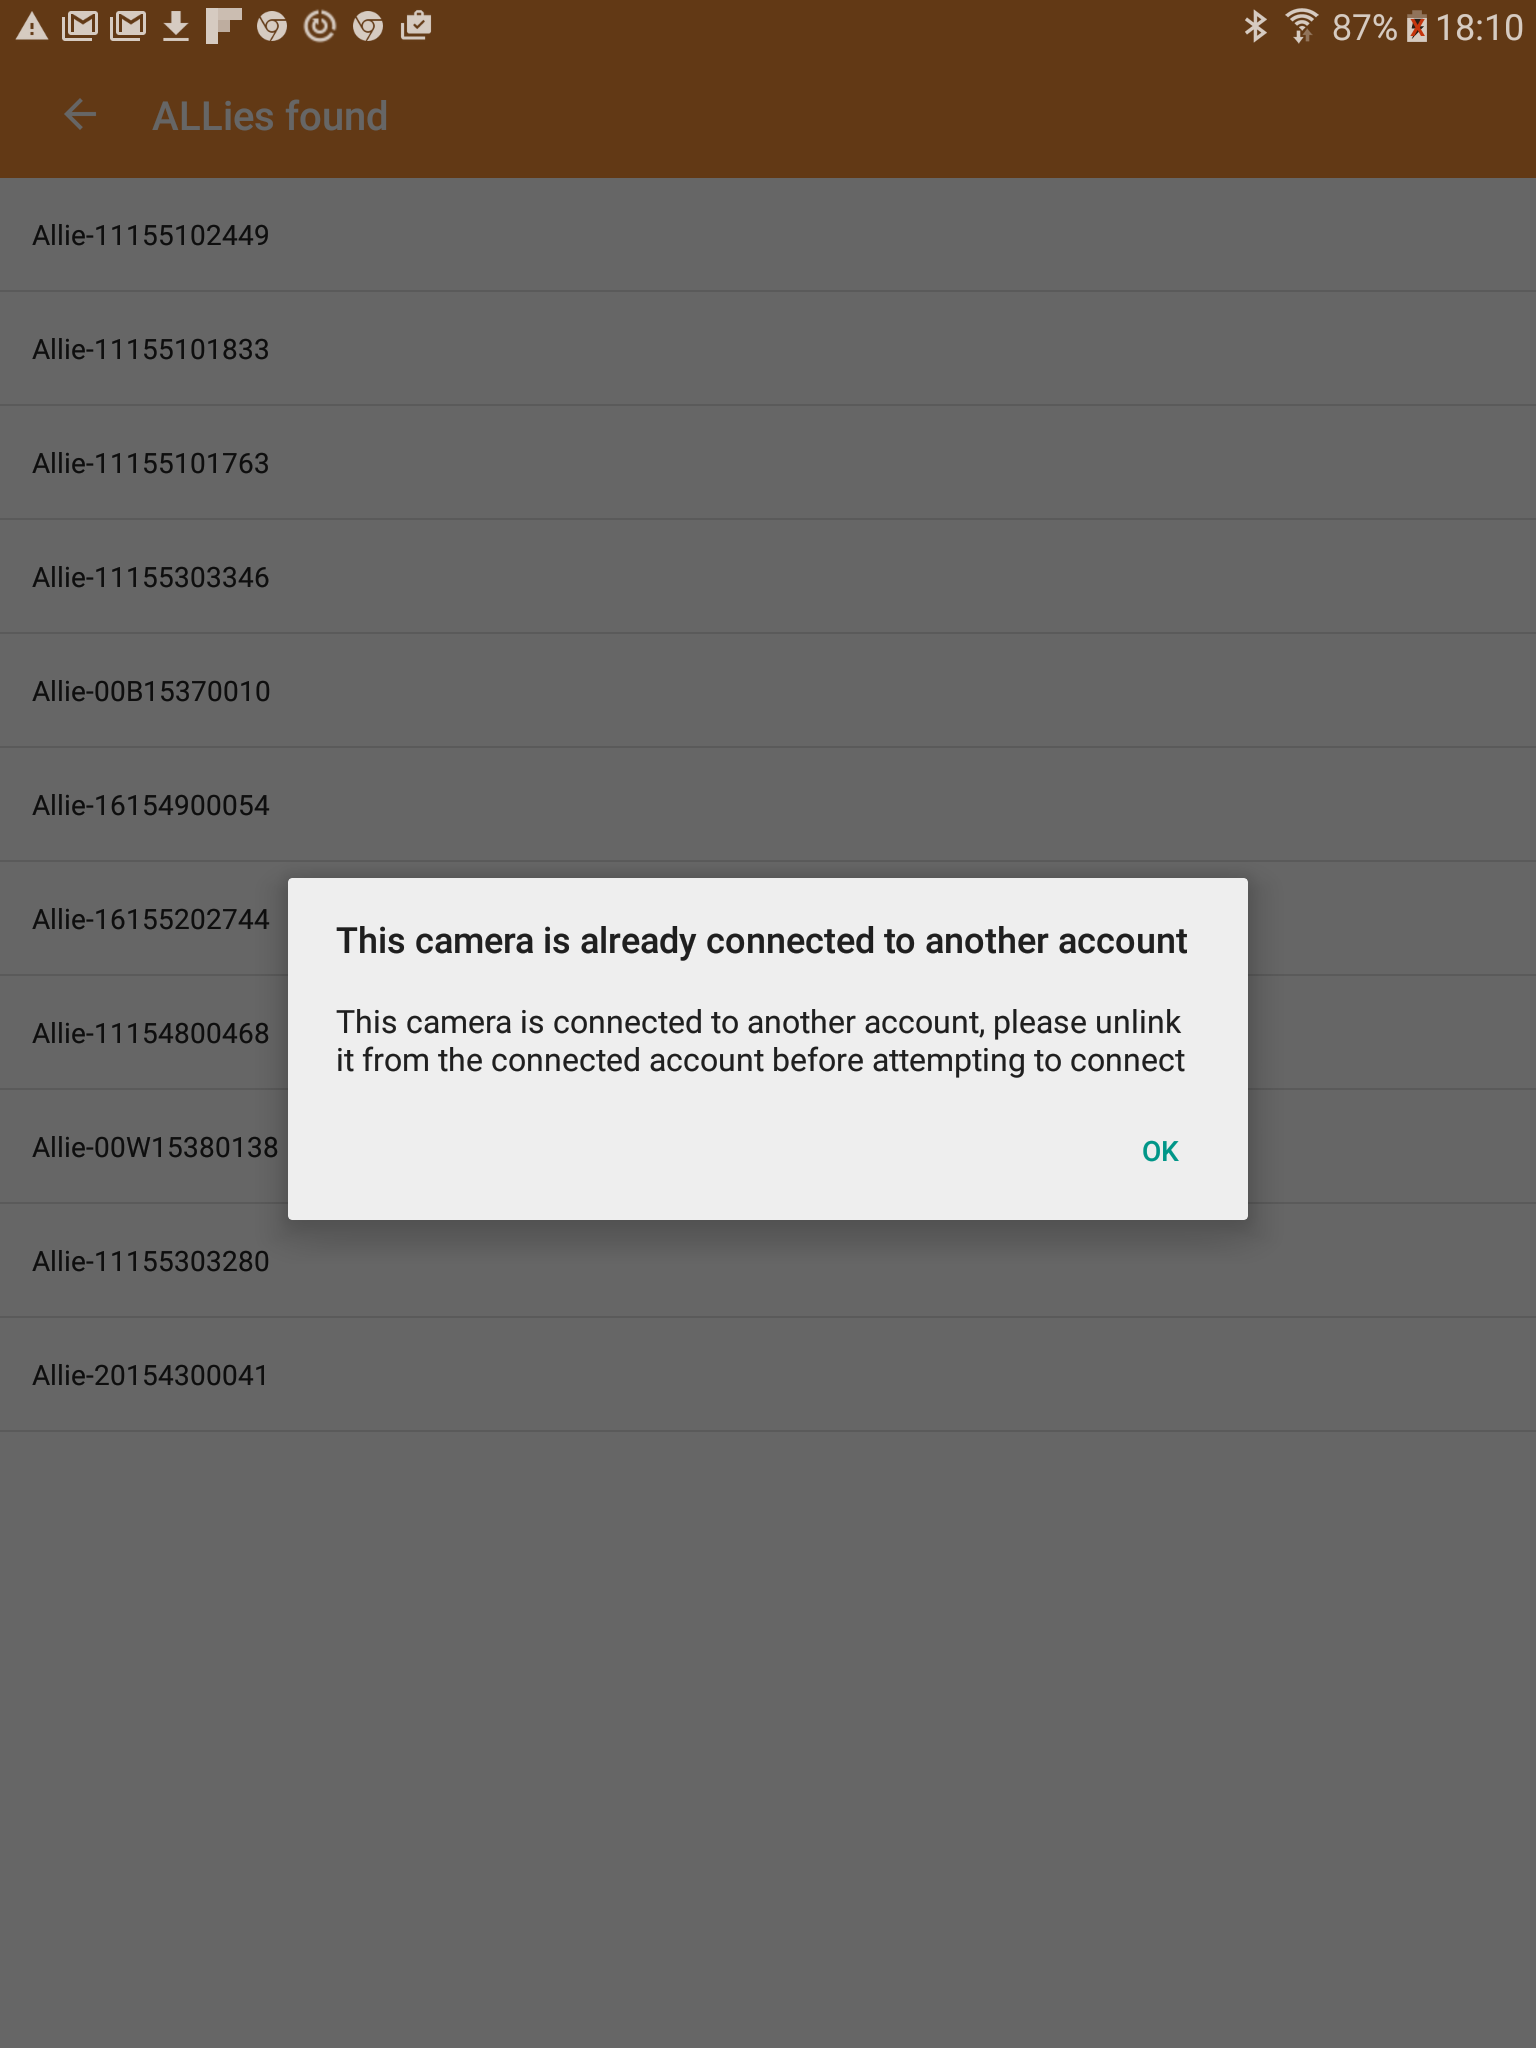 87% 18:10
ALLies found
Allie-11155102449
Allie-11155101833
Allie-11155101763
Allie-11155303346
Allie-00B15370010
Allie-16154900054
Allie-16155202744
This camera is already connected to another account
This camera is connected to another account, please unlink
it from the connected account before attempting to connect
OK
Allie-11154800468
Allie-00W15380138
Allie-11155303280
Allie-20154300041